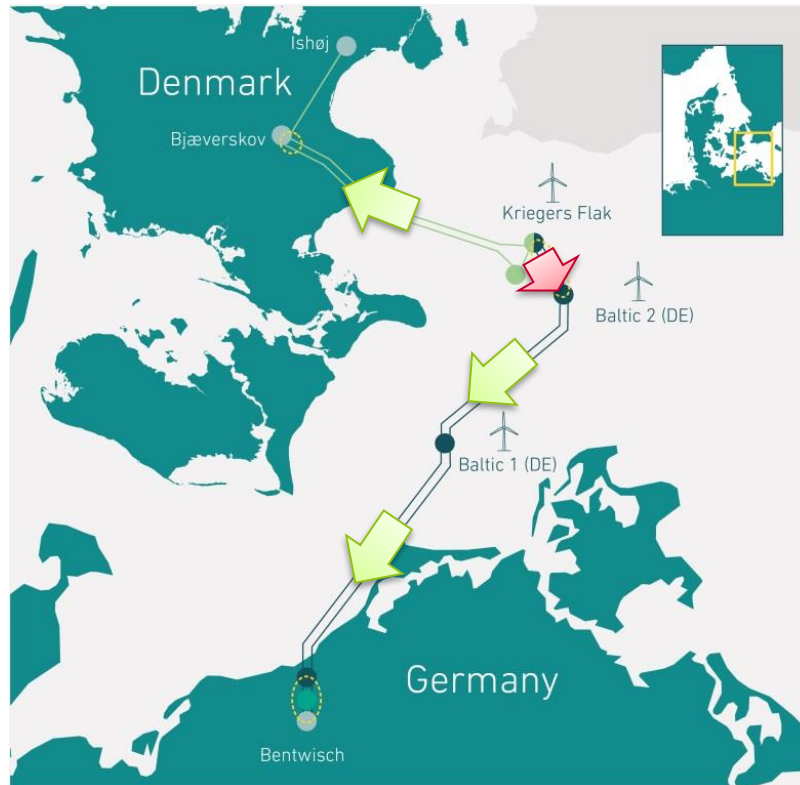 Ishøj
Denmark
Bjæverskov
Kriegers Flak
Baltic 2 (DE)
Baltic 1 (DE)
Germany
Bentwisch